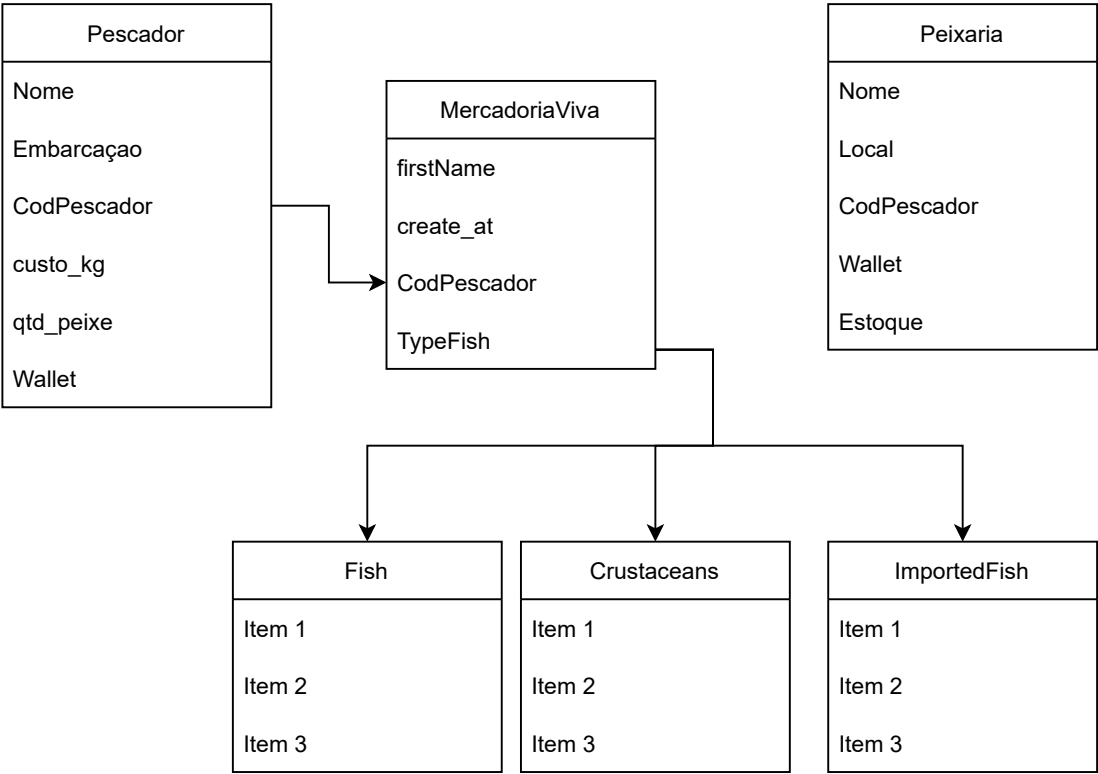 Pescador
Nome
Embarcaçao
CodPescador
custo_kg
qtd_peixe
Wallet
MercadoriaViva
firstName
create_at
CodPescador
TypeFish
Peixaria
Nome
Local
CodPescador
Wallet
Estoque
Fish
Item 1
Item 2
Item 3
Crustaceans
Item 1
Item 2
Item 3
ImportedFish
Item 1
Item 2
Item 3